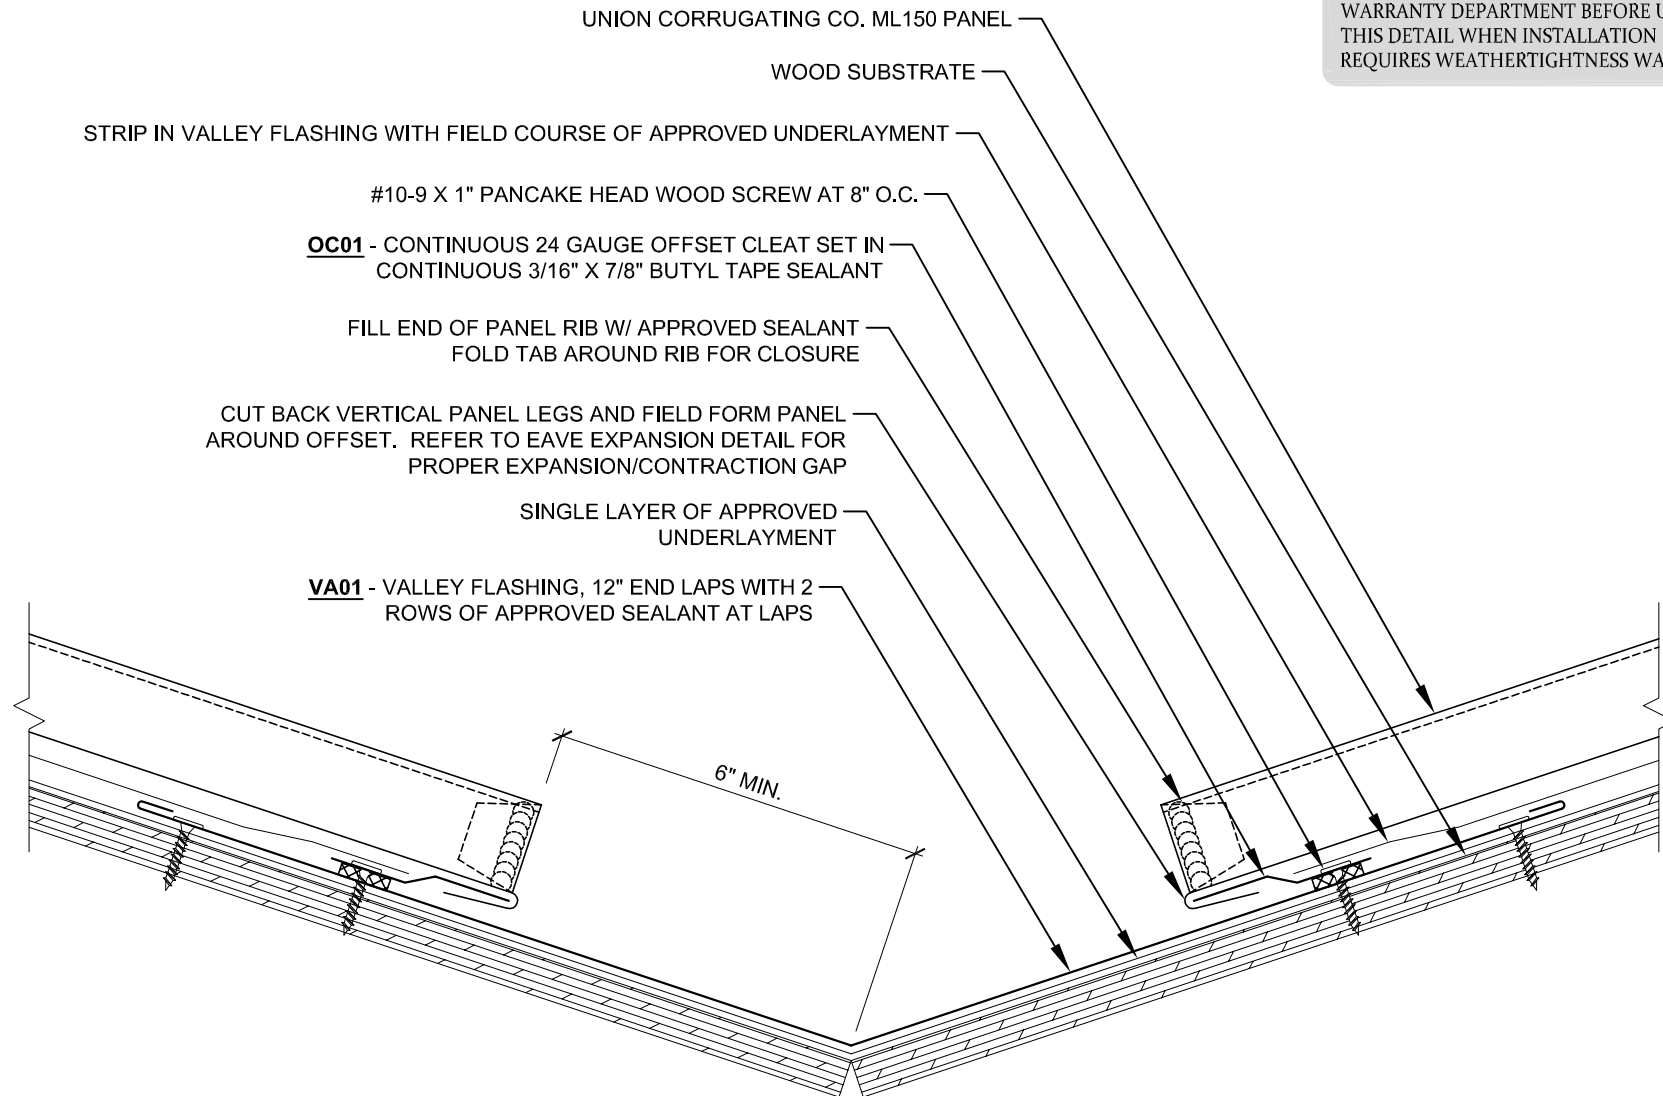 WARRANTY DEPARTMENT BEFORE
THIS DETAIL WHEN INSTALLATION
REQUIRES WEATHERTIGHTNESS
UNION CORRUGATING CO. ML150 PANEL
WOOD SUBSTRATE
STRIP IN VALLEY FLASHING WITH FIELD COURSE OF APPROVED UNDERLAYMENT
#10-9 X 1" PANCAKE HEAD WOOD SCREW AT 8" O.C.
OC01 - CONTINUOUS 24 GAUGE OFFSET CLEAT SET IN
CONTINUOUS 3/16" X 7/8" BUTYL TAPE SEALANT
FILL END OF PANEL RIB W/ APPROVED SEALANT
FOLD TAB AROUND RIB FOR CLOSURE
CUT BACK VERTICAL PANEL LEGS AND FIELD FORM PANEL
AROUND OFFSET. REFER TO EAVE EXPANSION DETAIL FOR
PROPER EXPANSION/CONTRACTION GAP
SINGLE LAYER OF APPROVED
UNDERLAYMENT
VA01 - VALLEY FLASHING, 12" END LAPS WITH 2
ROWS OF APPROVED SEALANT AT LAPS
6" MIN.